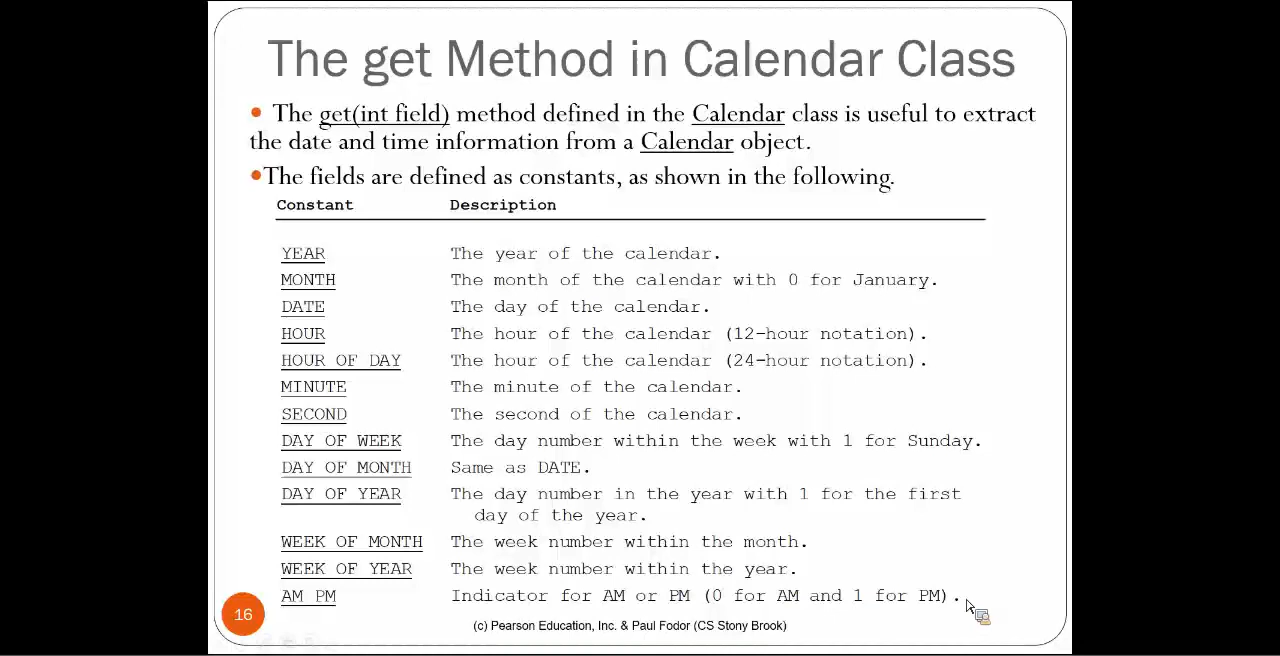 The get Method in Calendar Class
• The get(int field) method defined in the Calendar class is useful to extract
the date and time information from a Calendar object.
•The fields are defined as constants, as shown in the following.
Constant Description
YEAR The year of the calendar.
MONTH The month of the calendar with 0 for January.
DATE The day of the calendar.
HOUR The hour of the calendar (12-hour notation).
HOUR OF DAY The hour of the calendar (24-hour notation).
MINUTE The minute of the calendar.
SECOND The second of the calendar.
DAY OF WEEK The day number within the week with 1 for Sunday.
DAY OF MONTH Same as DATE.
DAY OF YEAR The day number in the year with 1 for the first
day of the year.
WEEK OF MONTH The week number within the month.
WEEK OF YEAR The week number within the year.
AM PM Indicator for AM or PM (0 for AM and 1 for PM).
16
(c) Pearson Education, Inc. & Paul Fodor (CS Stony Brook)